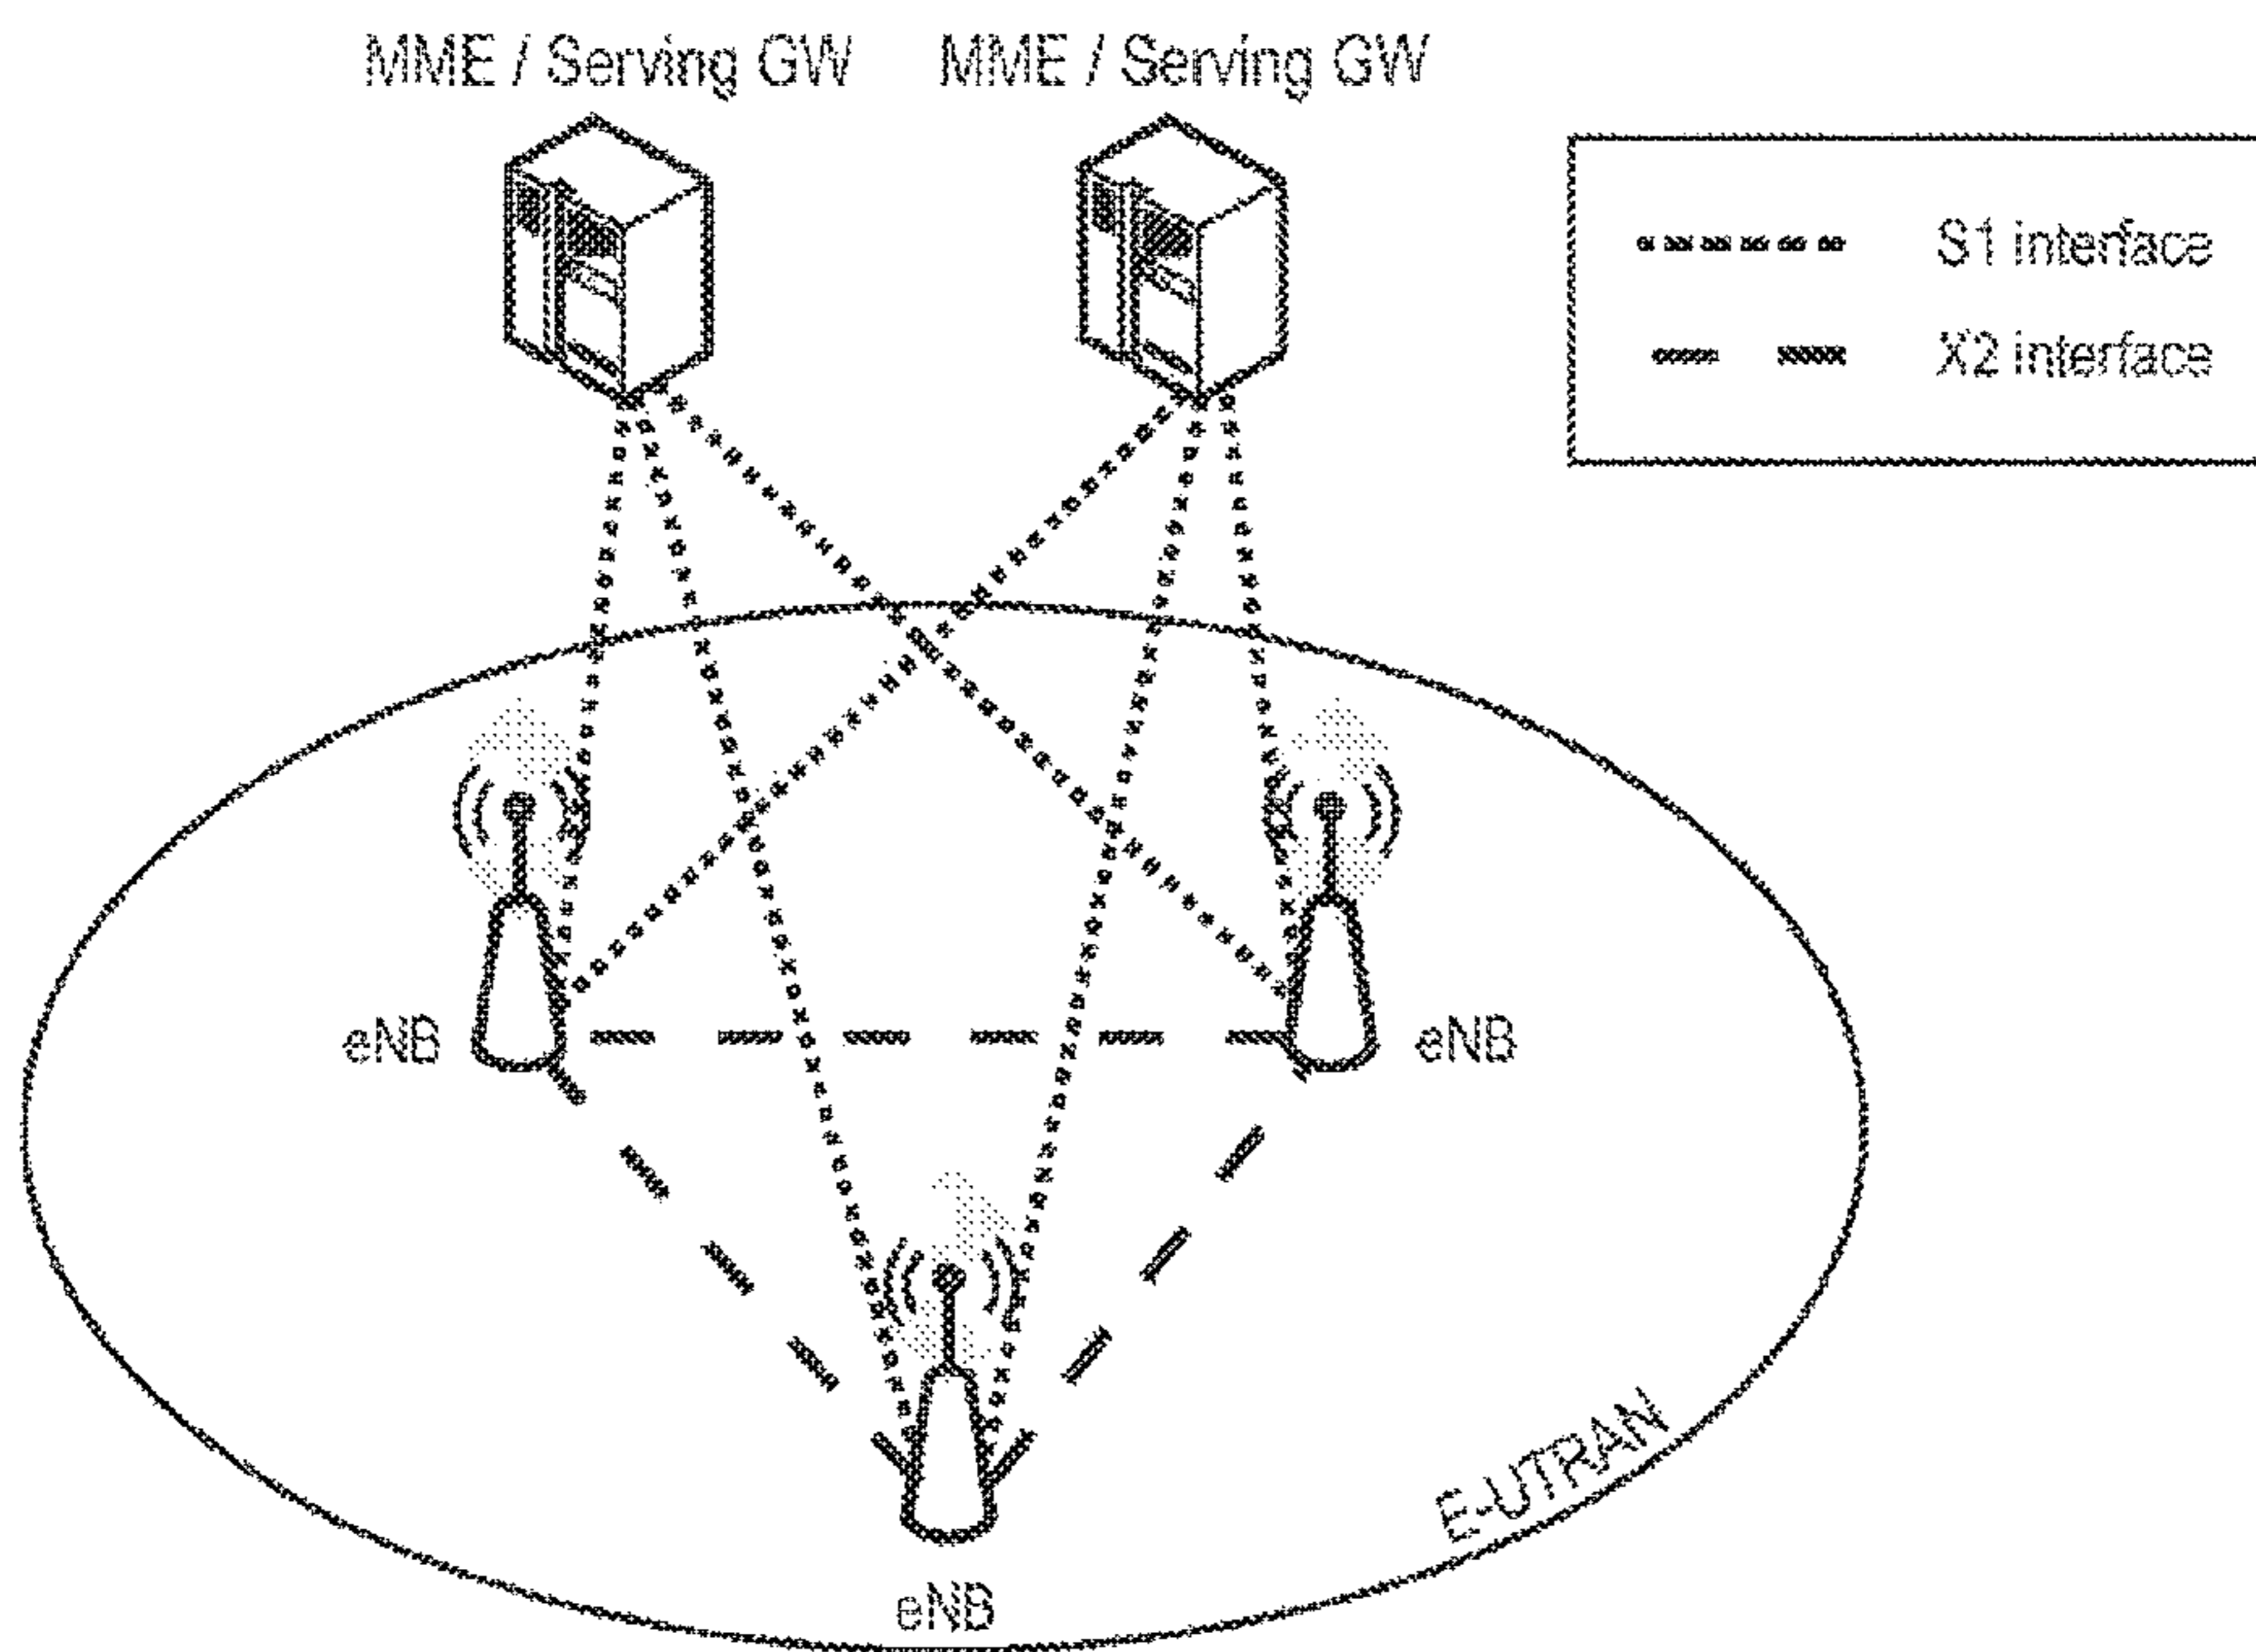 MME / Serving GW
MME / Serving GW
S1 interface
X2 interface
eNB
eNB
E-UTRAN
eNB